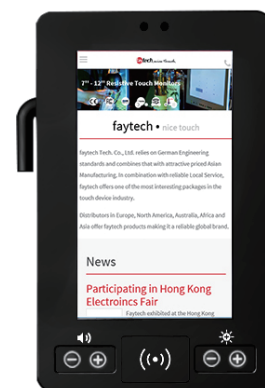 faytech nice touch
7" - 12" Resistive Touch Monitors
faytech • nice touch
faytech Tech. Co., Ltd. relies on German Engineering
standards and combines that with attractive priced Asian
Manufacturing. In combination with reliable Local Service,
faytech offers one of the most interesting packages in the
touch device industry.
Distributors in Europe, North America, Australia, Africa and
Asia offer faytech products making it a reliable global brand.
News
Participating in Hong Kong
Electroincs Fair
Faytech exhibited at the Hong Kong